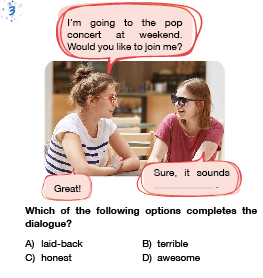 3
I'm going to the pop
concert at weekend.
Would you like to join me?
Great!
Sure, it sounds
____________ .
Which of the following options completes the
dialogue?
A) laid-back B) terrible
C) honest D) awesome